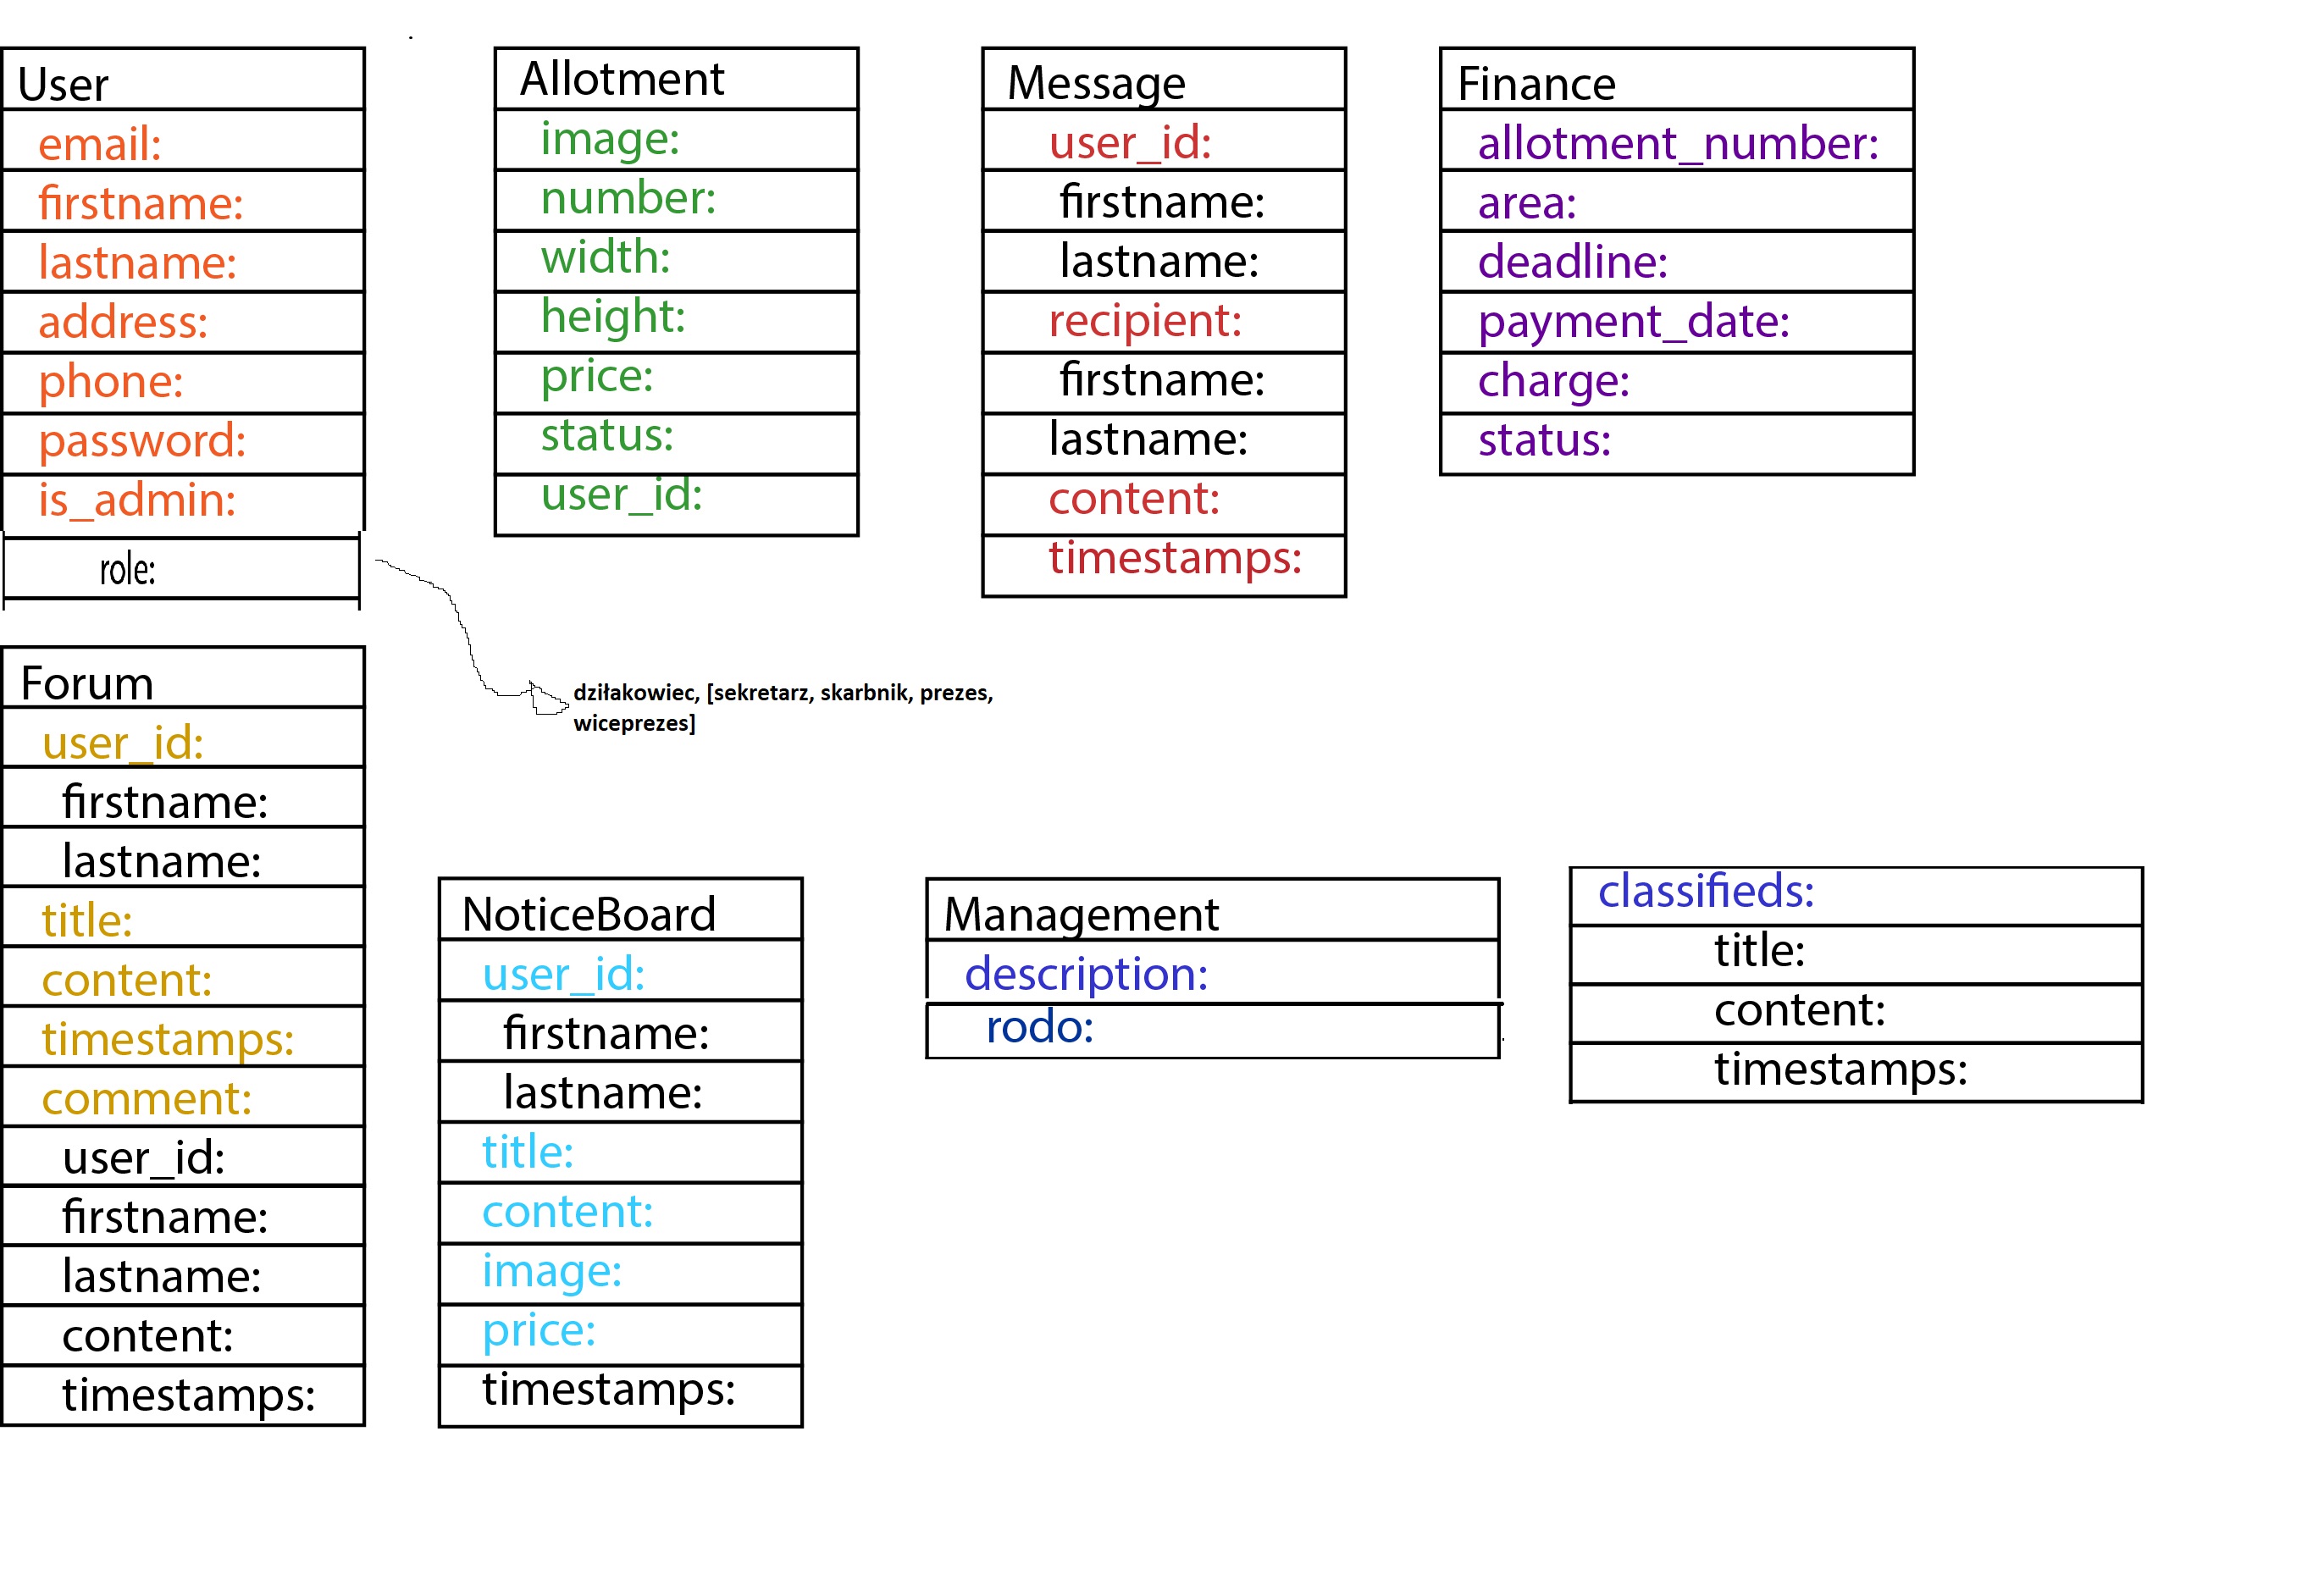 User
email:
firstname:
lastname:
address:
phone:
password:
is_admin:
role:
Allotment
image:
number:
width:
height:
price:
status:
user_id:
Message
user_id:
firstname:
lastname:
recipient:
firstname:
lastname:
content:
timestamps:
Finance
allotment_number:
area:
deadline:
payment_date:
charge:
status:
dziłakowiec, [sekretarz, skarbnik, prezes,
wiceprezes]
Forum
user_id:
firstname:
lastname:
title:
content:
timestamps:
comment:
user_id:
firstname:
lastname:
content:
timestamps:
NoticeBoard
user_id:
firstname:
lastname:
title:
content:
image:
price:
timestamps:
Management
description:
rodo:
classifieds:
title:
content:
timestamps: